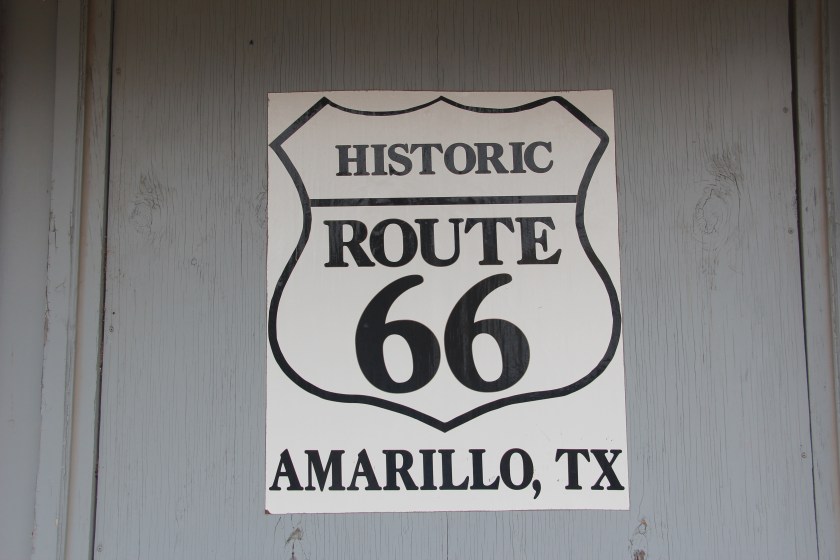 HISTORIC
ROUTE
66
AMARILLO, TX